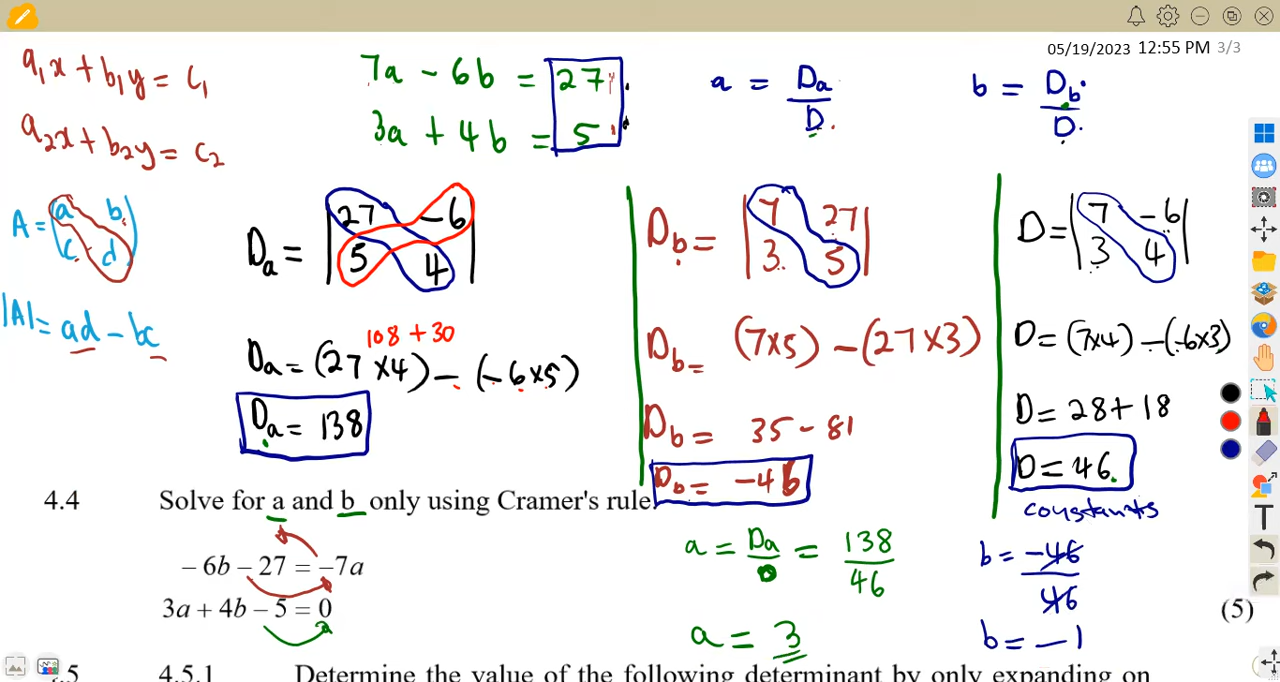 05/19/2023 12:55 PM 3/3
a₁x + b₁y = c₁
a₂x + b₂y = c₂
7a - 6b = 27
3a + 4b = 5
a = Da/D
b = Db/D
A = |a b|
|c d|
|A| = ad - bc
Da = |27 -6|
|5 4|
108 + 30
Da = (27 × 4) - (-6 × 5)
Da = 138
Db = |7 27|
|3 5|
Db = (7×5) - (27×3)
Db = 35 - 81
Db = -46
D = |7 -6|
|3 4|
D = (7×4) - (-6×3)
D = 28 + 18
D = 46
constants
4.4 Solve for a and b only using Cramer's rule.
- 6b - 27 = -7a
3a + 4b - 5 = 0
(5)
a = Da/D = 138/46
a = 3
b = -46/46
b = -1
.5 4.5.1 Determine the value of the following determinant by only expanding on
T